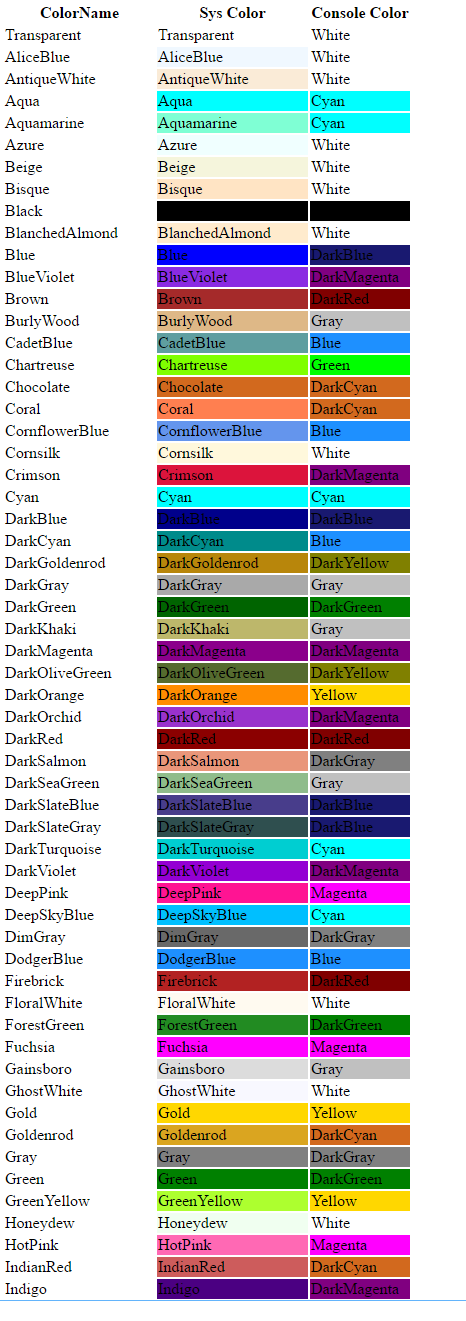 ColorName Sys Color Console Color
Transparent Transparent White
AliceBlue AliceBlue White
AntiqueWhite AntiqueWhite White
Aqua Aqua Cyan
Aquamarine Aquamarine Cyan
Azure Azure White
Beige Beige White
Bisque Bisque White
Black
BlanchedAlmond BlanchedAlmond White
Blue Blue DarkBlue
BlueViolet BlueViolet DarkMagenta
Brown Brown DarkRed
BurlyWood BurlyWood Gray
CadetBlue CadetBlue Blue
Chartreuse Chartreuse Green
Chocolate Chocolate DarkCyan
Coral Coral DarkCyan
CornflowerBlue CornflowerBlue Blue
Cornsilk Cornsilk White
Crimson Crimson DarkMagenta
Cyan Cyan Cyan
DarkBlue DarkBlue DarkBlue
DarkCyan DarkCyan Blue
DarkGoldenrod DarkGoldenrod DarkYellow
DarkGray DarkGray Gray
DarkGreen DarkGreen DarkGreen
DarkKhaki DarkKhaki Gray
DarkMagenta DarkMagenta DarkMagenta
DarkOliveGreen DarkOliveGreen DarkYellow
DarkOrange DarkOrange Yellow
DarkOrchid DarkOrchid DarkMagenta
DarkRed DarkRed DarkRed
DarkSalmon DarkSalmon DarkGray
DarkSeaGreen DarkSeaGreen Gray
DarkSlateBlue DarkSlateBlue DarkBlue
DarkSlateGray DarkSlateGray DarkBlue
DarkTurquoise DarkTurquoise Cyan
DarkViolet DarkViolet DarkMagenta
DeepPink DeepPink Magenta
DeepSkyBlue DeepSkyBlue Cyan
DimGray DimGray DarkGray
DodgerBlue DodgerBlue Blue
Firebrick Firebrick DarkRed
FloralWhite FloralWhite White
ForestGreen ForestGreen DarkGreen
Fuchsia Fuchsia Magenta
Gainsboro Gainsboro Gray
GhostWhite GhostWhite White
Gold Gold Yellow
Goldenrod Goldenrod DarkCyan
Gray Gray DarkGray
Green Green DarkGreen
GreenYellow GreenYellow Yellow
Honeydew Honeydew White
HotPink HotPink Magenta
IndianRed IndianRed DarkCyan
Indigo Indigo DarkMagenta